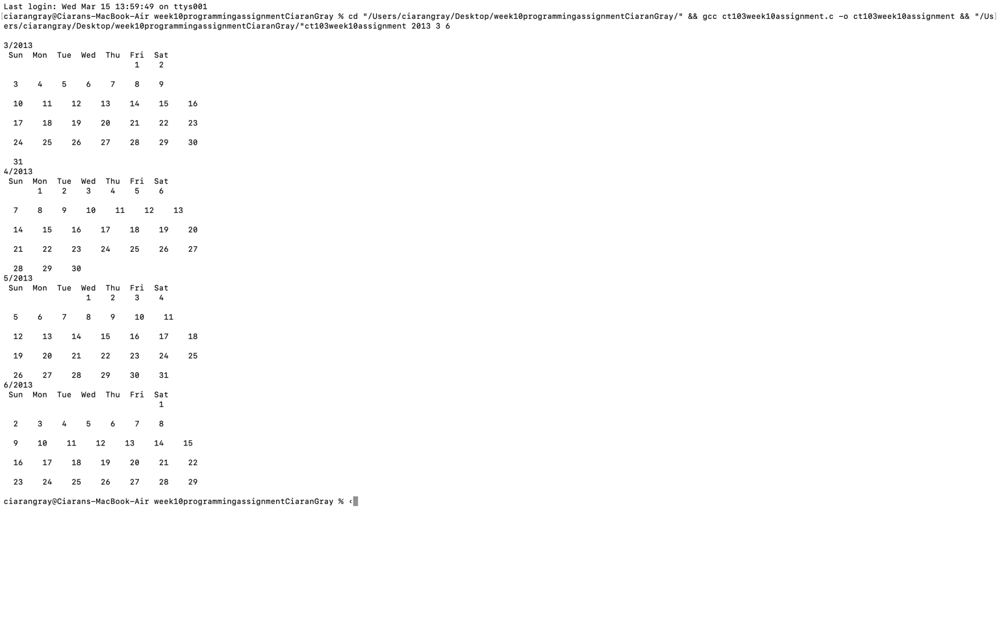 Last login: Wed Mar 15 13:59:49 on ttys001
[ciarangray@Ciarans-MacBook-Air week10programmingassignmentCiaranGray % cd "/Users/ciarangray/Desktop/week10programmingassignmentCiaranGray/" && gcc ct103week10assignment.c -o ct103week10assignment && "/Us]
ers/ciarangray/Desktop/week10programmingassignmentCiaranGray/"ct103week10assignment 2013 3 6
3/2013
Sun Mon Tue Wed Thu Fri Sat
1 2
3 4 5 6 7 8 9
10 11 12 13 14 15 16
17 18 19 20 21 22 23
24 25 26 27 28 29 30
31
4/2013
Sun Mon Tue Wed Thu Fri Sat
1 2 3 4 5 6
7 8 9 10 11 12 13
14 15 16 17 18 19 20
21 22 23 24 25 26 27
28 29 30
5/2013
Sun Mon Tue Wed Thu Fri Sat
1 2 3 4
5 6 7 8 9 10 11
12 13 14 15 16 17 18
19 20 21 22 23 24 25
26 27 28 29 30 31
6/2013
Sun Mon Tue Wed Thu Fri Sat
1
2 3 4 5 6 7 8
9 10 11 12 13 14 15
16 17 18 19 20 21 22
23 24 25 26 27 28 29
ciarangray@Ciarans-MacBook-Air week10programmingassignmentCiaranGray % ‹